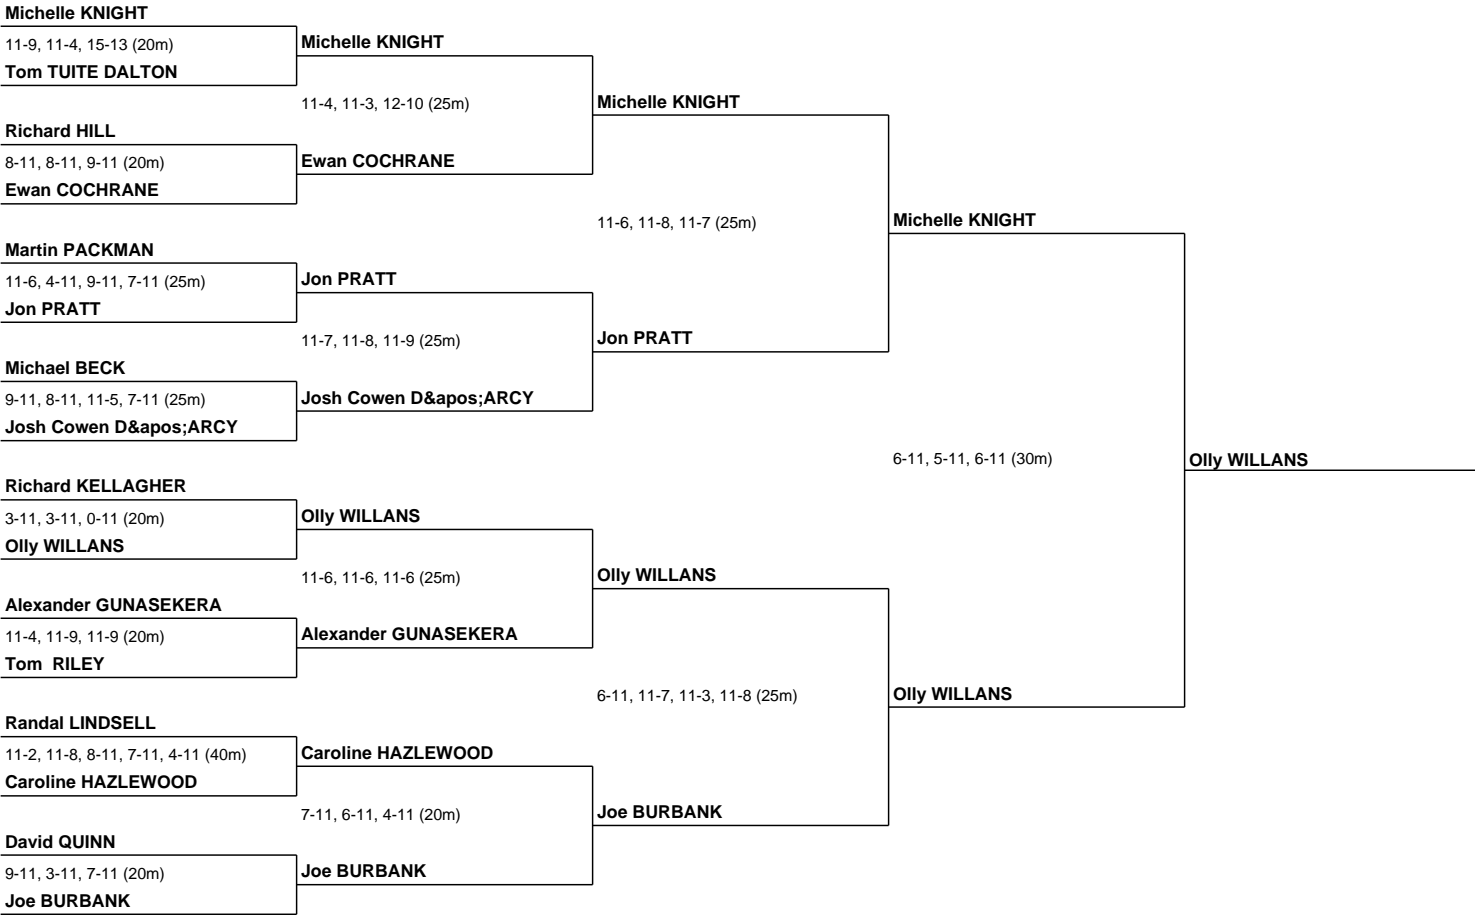 Michelle KNIGHT
11-9, 11-4, 15-13 (20m)
Tom TUITE DALTON
Richard HILL
8-11, 8-11, 9-11 (20m)
Ewan COCHRANE
Martin PACKMAN
11-6, 4-11, 9-11, 7-11 (25m)
Jon PRATT
Michael BECK
9-11, 8-11, 11-5, 7-11 (25m)
Josh Cowen D&apos;ARCY
Richard KELLAGHER
3-11, 3-11, 0-11 (20m)
Olly WILLANS
Alexander GUNASEKERA
11-4, 11-9, 11-9 (20m)
Tom  RILEY
Randal LINDSELL
11-2, 11-8, 8-11, 7-11, 4-11 (40m)
Caroline HAZLEWOOD
David QUINN
9-11, 3-11, 7-11 (20m)
Joe BURBANK
Michelle KNIGHT
11-4, 11-3, 12-10 (25m)
Ewan COCHRANE
Jon PRATT
11-7, 11-8, 11-9 (25m)
Josh Cowen D&apos;ARCY
Olly WILLANS
11-6, 11-6, 11-6 (25m)
Alexander GUNASEKERA
Caroline HAZLEWOOD
7-11, 6-11, 4-11 (20m)
Joe BURBANK
Michelle KNIGHT
11-6, 11-8, 11-7 (25m)
Jon PRATT
Olly WILLANS
6-11, 11-7, 11-3, 11-8 (25m)
Joe BURBANK
Michelle KNIGHT
6-11, 5-11, 6-11 (30m)
Olly WILLANS
Olly WILLANS